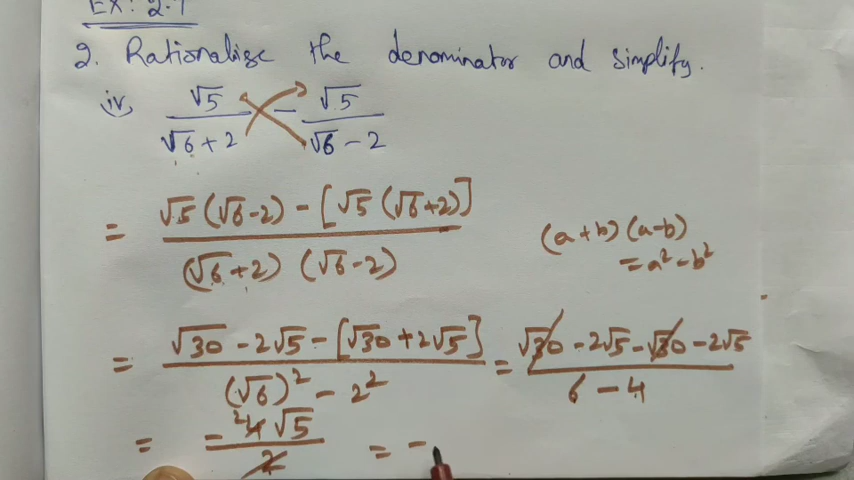 Ex: 2.7
2. Rationalise the denominator and simplify.
iv) √5/(√6+2) - √5/(√6-2)
= (√5(√6-2) - [√5(√6+2)])/((√6+2)(√6-2))
(a+b)(a-b)
= a²-b²
= (√30 - 2√5 - [√30+2√5])/((√6)² - 2²) = (√30 - 2√5 - √30 - 2√5)/(6-4)
= -²4√5/2 = -